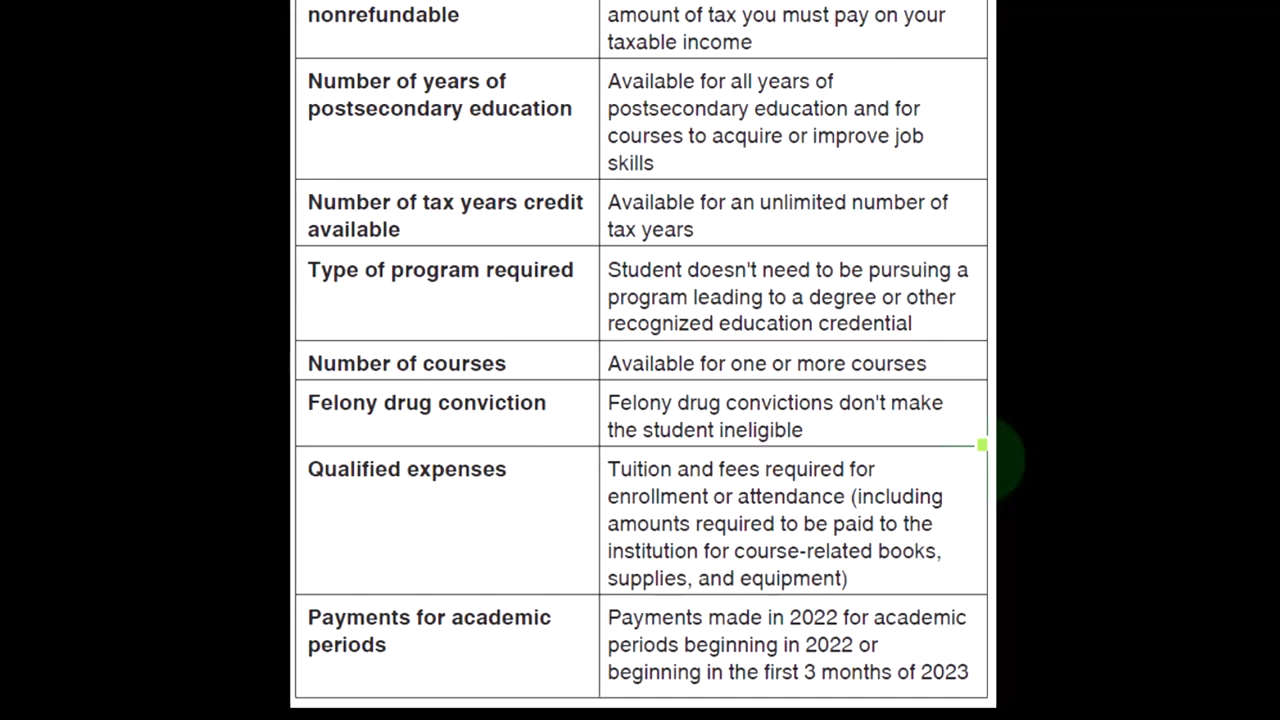 nonrefundable
amount of tax you must pay on your
taxable income
Number of years of
postsecondary education
Available for all years of
postsecondary education and for
courses to acquire or improve job
skills
Number of tax years credit
available
Available for an unlimited number of
tax years
Type of program required
Student doesn't need to be pursuing a
program leading to a degree or other
recognized education credential
Number of courses
Available for one or more courses
Felony drug conviction
Felony drug convictions don't make
the student ineligible
Qualified expenses
Tuition and fees required for
enrollment or attendance (including
amounts required to be paid to the
institution for course-related books,
supplies, and equipment)
Payments for academic
periods
Payments made in 2022 for academic
periods beginning in 2022 or
beginning in the first 3 months of 2023